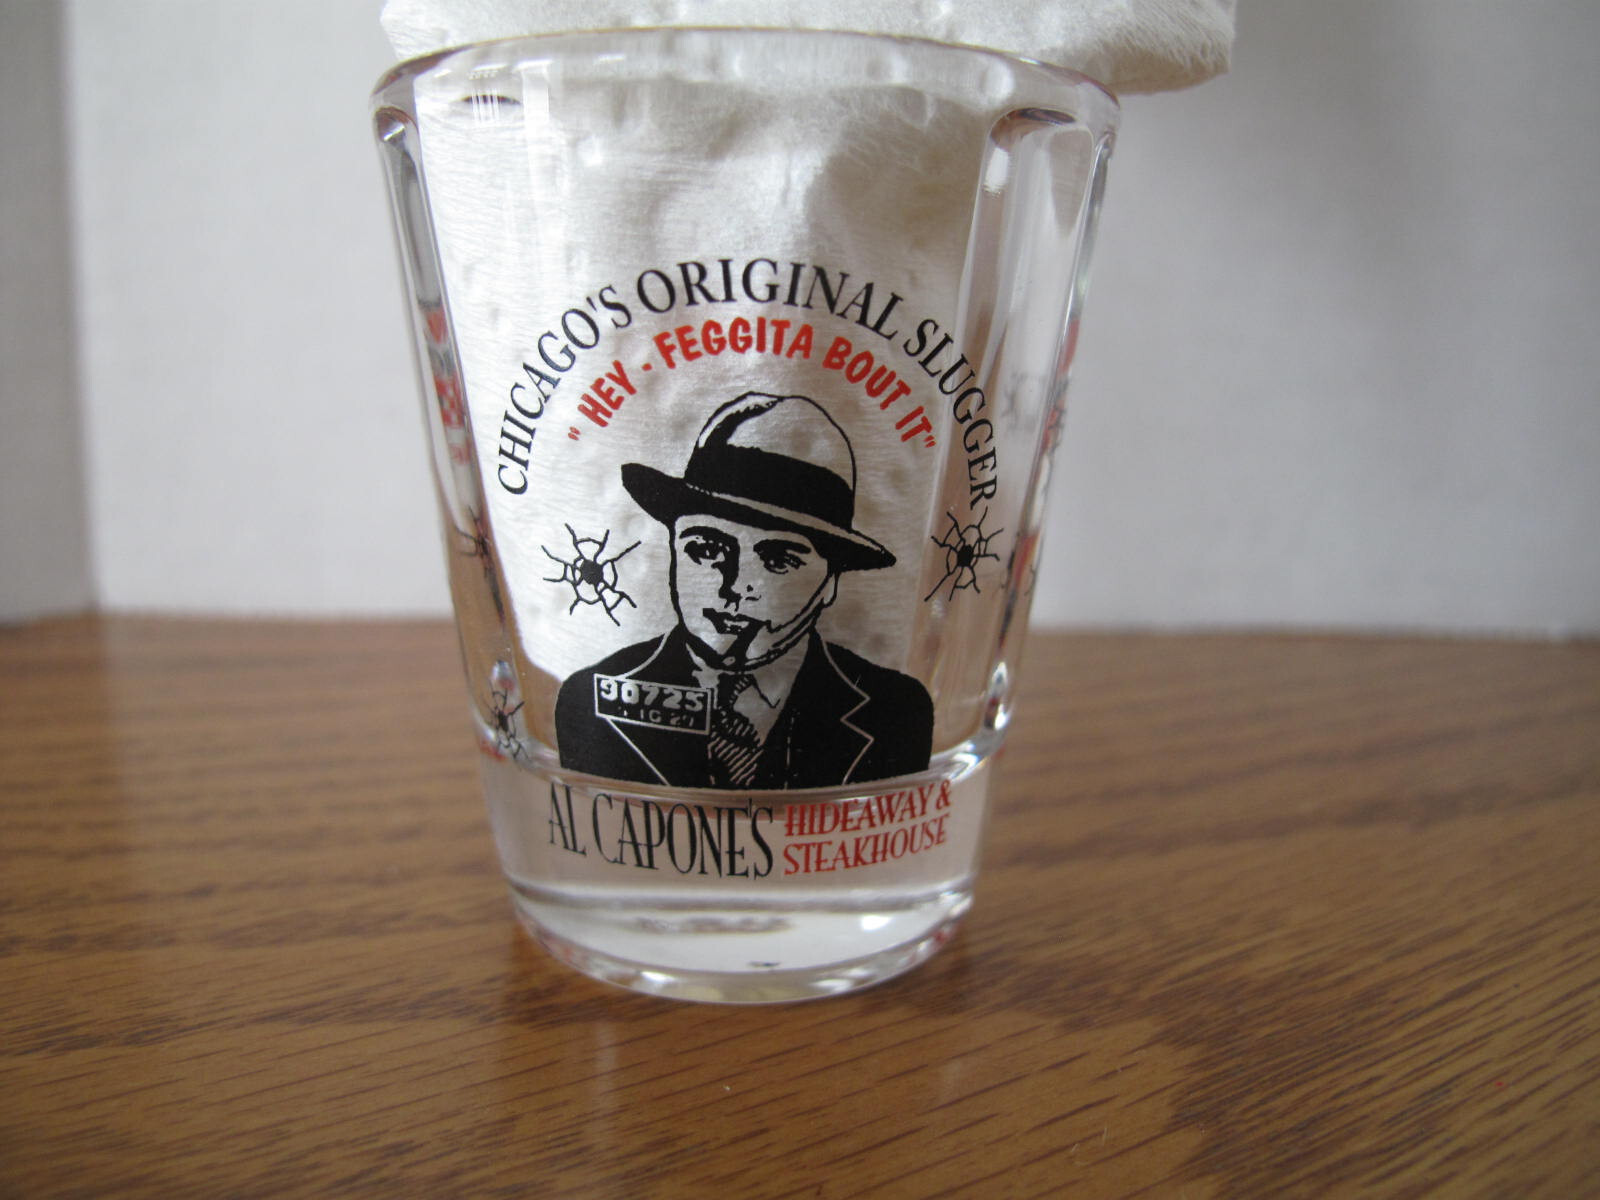 CHICAGO'S ORIGINAL SLUGGER
"HEY - FEGGITA BOUT IT"
90725
AL CAPONE'S HIDEAWAY &
STEAKHOUSE